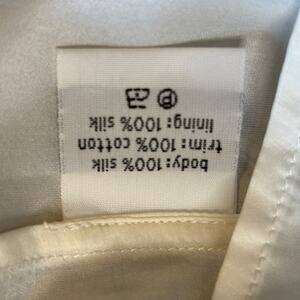 body: 100% silk
trim: 100% cotton
lining: 100% silk
P